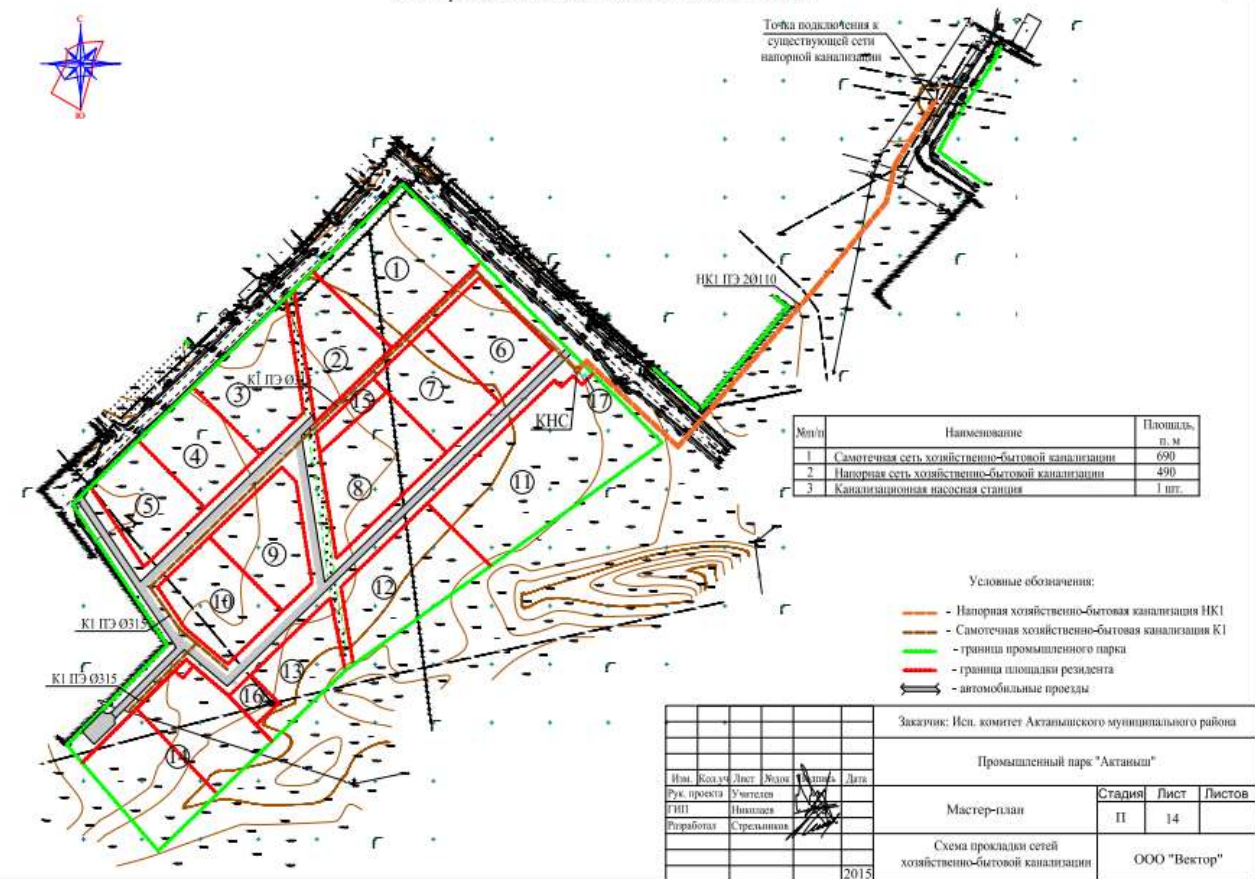 С
Ю
Точка подключения к
существующей сети
напорной канализации
НК1 ПЭ 2Ø110
1
2
К1 ПЭ Ø315
3
15
6
7
17
КНС
4
5
8
11
9
12
10
К1 ПЭ Ø315
13
К1 ПЭ Ø315
16
14
№п/п Наименование Площадь,
п. м
1 Самотечная сеть хозяйственно-бытовой канализации 690
2 Напорная сеть хозяйственно-бытовой канализации 490
3 Канализационная насосная станция 1 шт.
Условные обозначения:
- Напорная хозяйственно-бытовая канализация НК1
- Самотечная хозяйственно-бытовая канализация К1
- граница промышленного парка
- граница площадки резидента
- автомобильные проезды
Заказчик: Исп. комитет Актанышского муниципального района
Промышленный парк "Актаныш"
Изм. Кол.уч Лист №док Подпись Дата
Рук. проекта Учителев
ГИП Николаев
Разработал Стрельников
Мастер-план
Стадия Лист Листов
П 14
Схема прокладки сетей
хозяйственно-бытовой канализации
ООО "Вектор"
2015